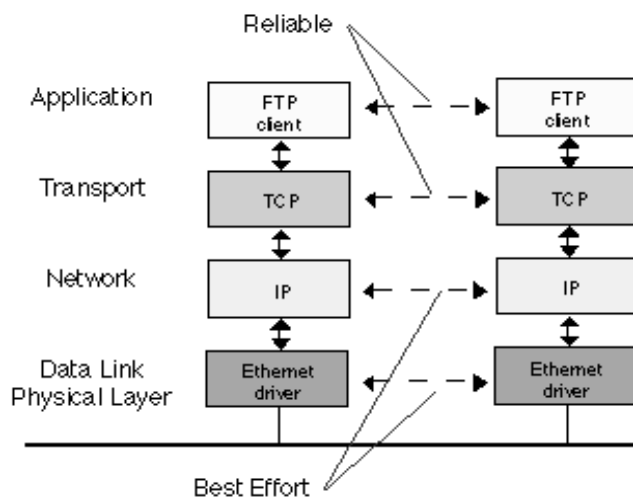 Reliable
Application
FTP
client
FTP
client
Transport
TCP
TCP
Network
IP
IP
Data Link
Physical Layer
Ethernet
driver
Ethernet
driver
Best Effort